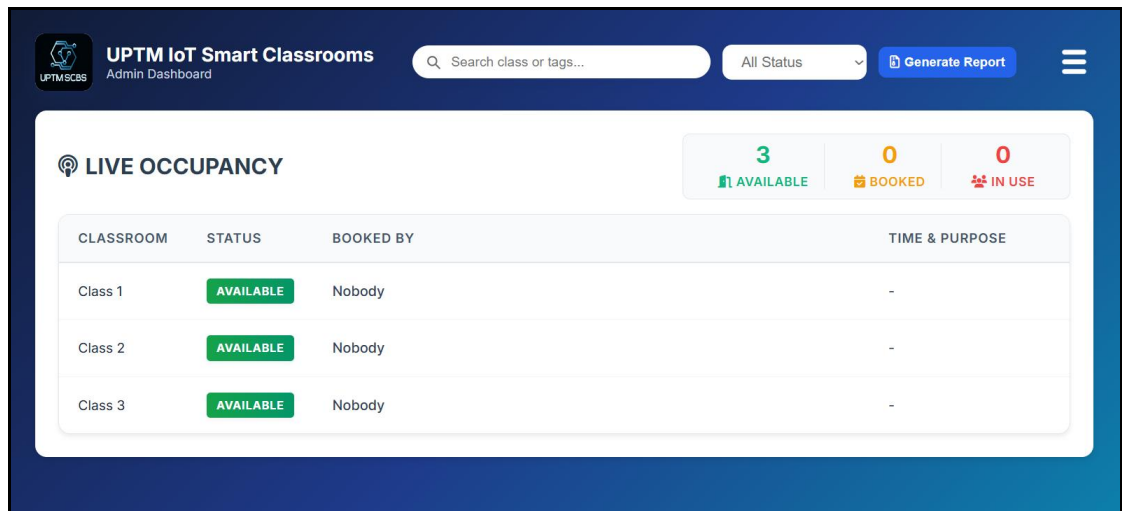 UPTM SCBS
UPTM IoT Smart Classrooms
Admin Dashboard
Search class or tags...
All Status
Generate Report
LIVE OCCUPANCY
3 0 0
AVAILABLE BOOKED IN USE
CLASSROOM STATUS BOOKED BY TIME & PURPOSE
Class 1 AVAILABLE Nobody -
Class 2 AVAILABLE Nobody -
Class 3 AVAILABLE Nobody -